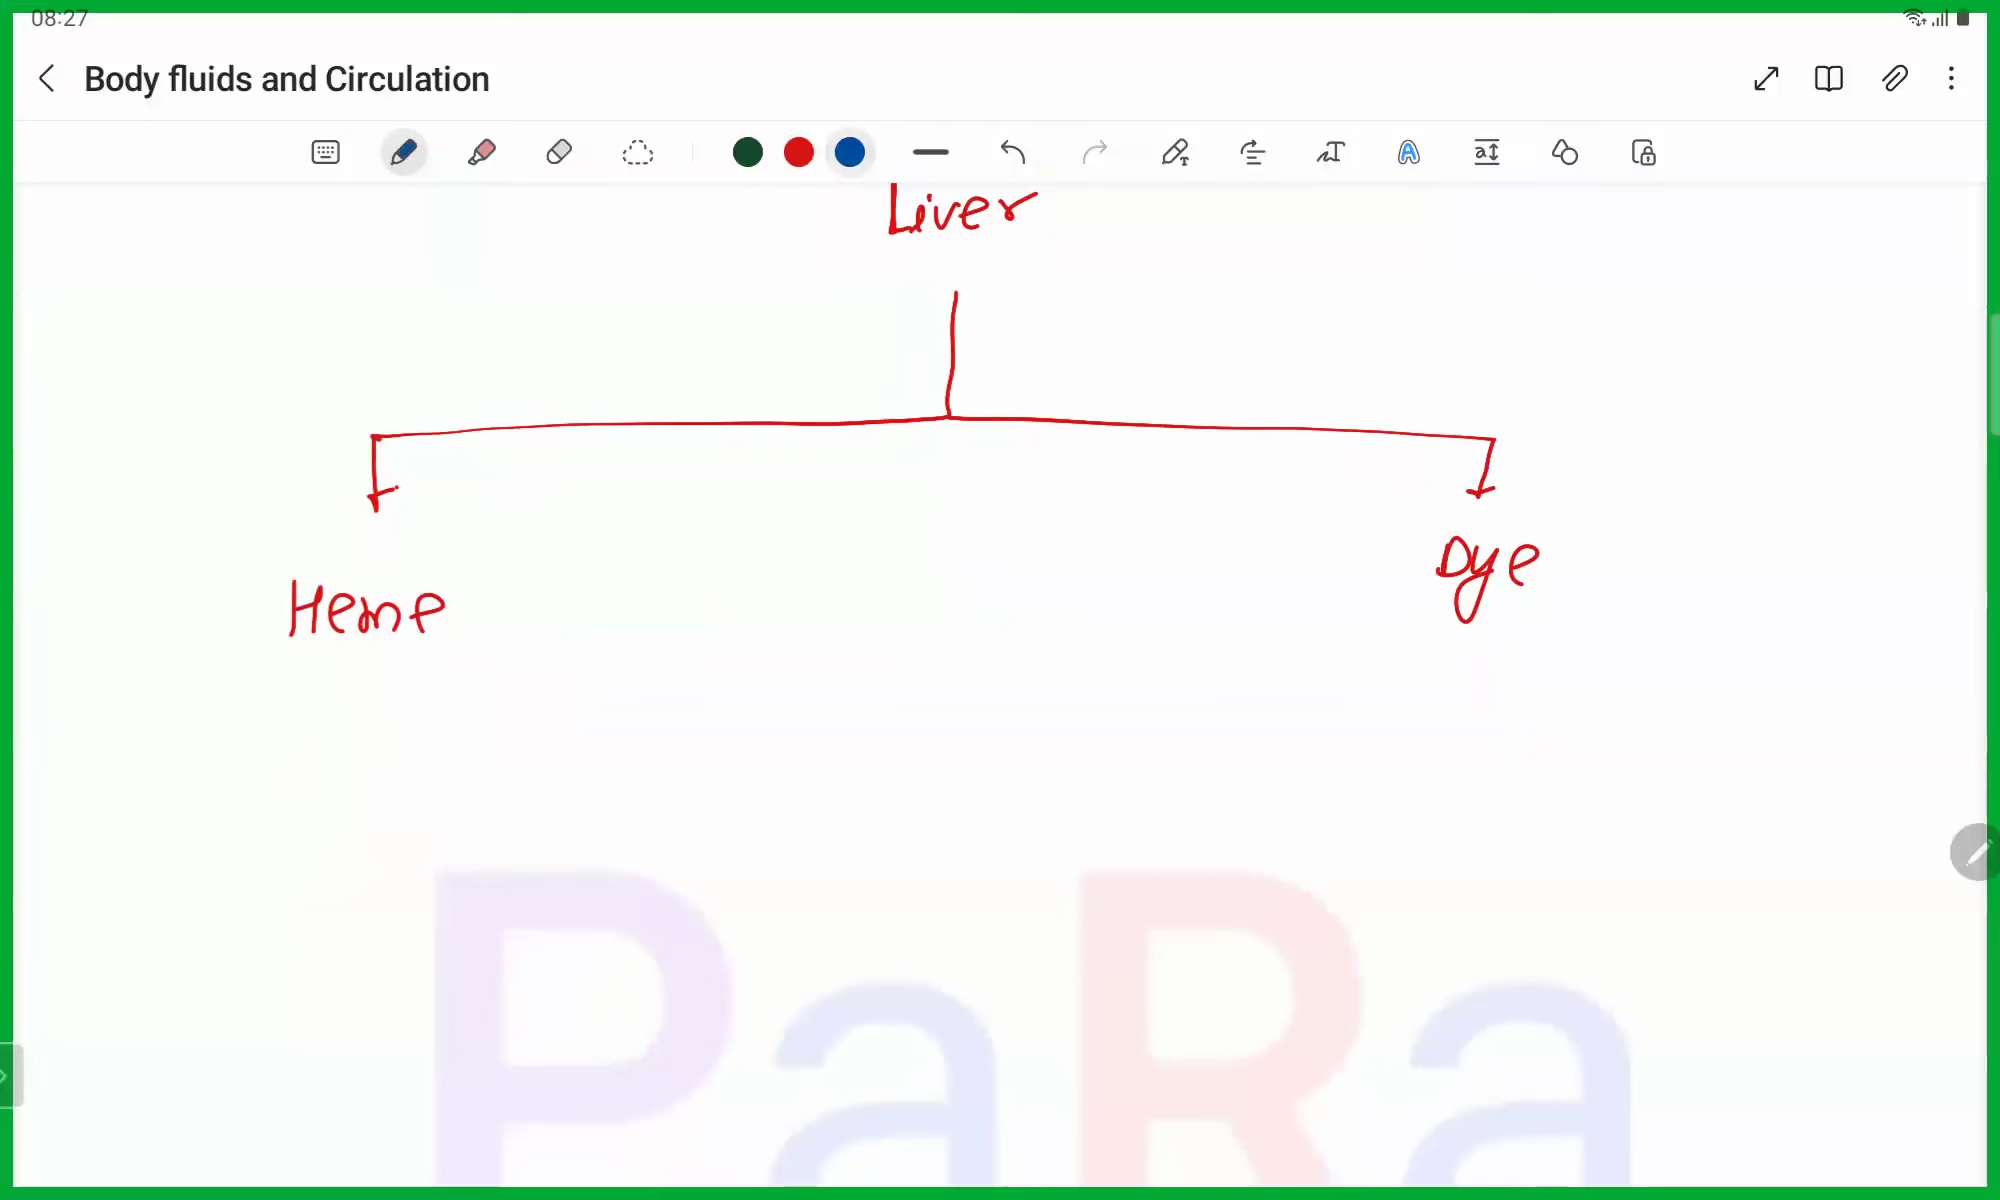 08:27
Body fluids and Circulation
Liver
Heme
Dye
PaRa